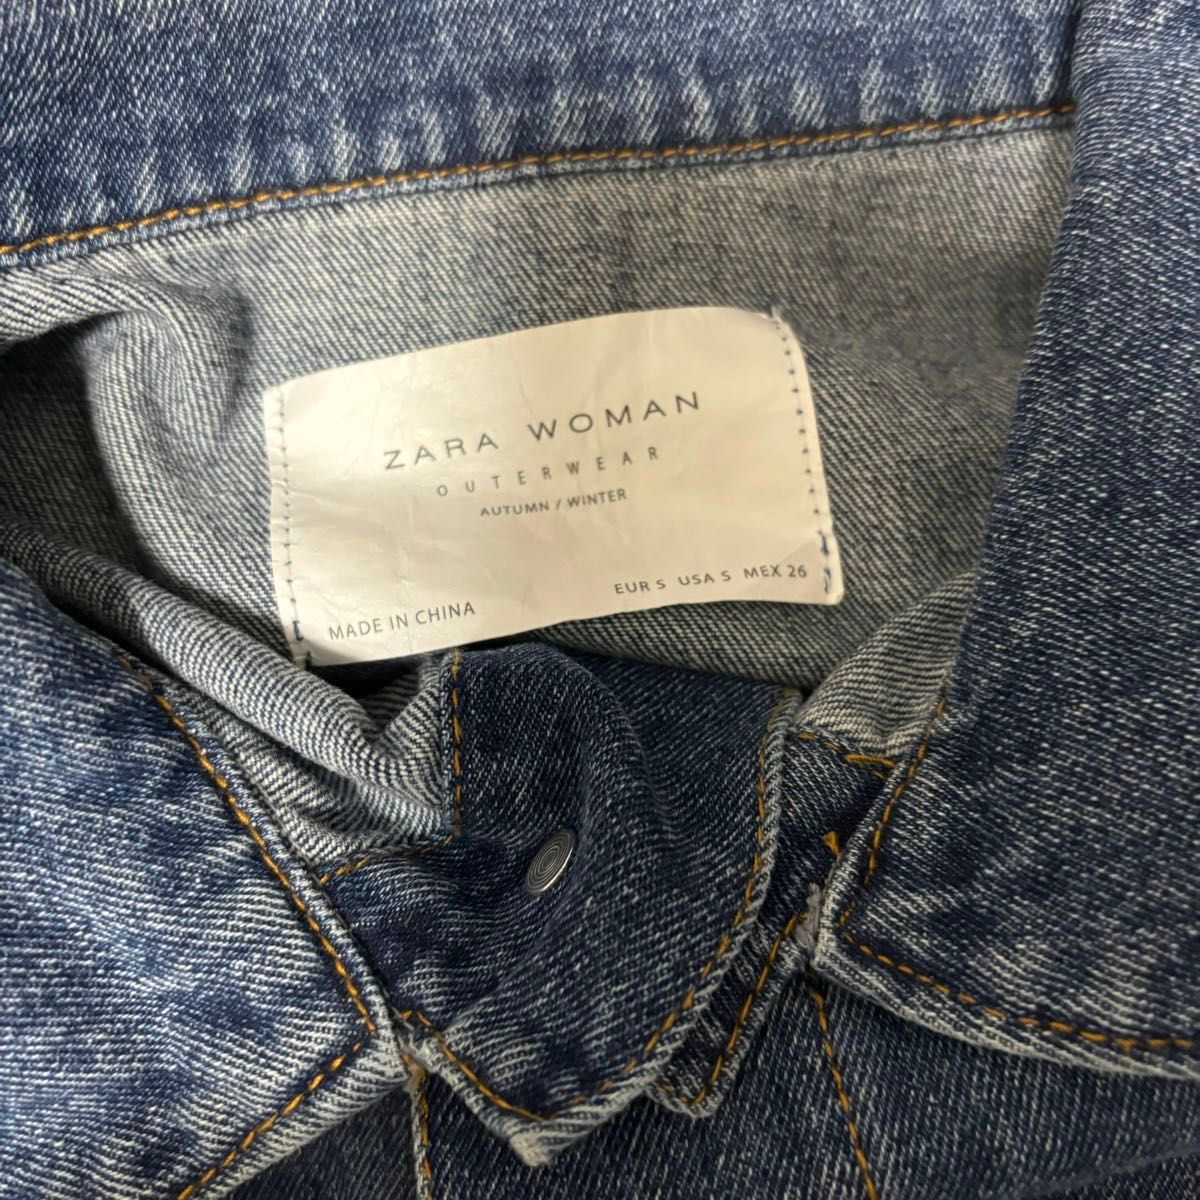 ZARA WOMAN
OUTERWEAR
AUTUMN / WINTER
EUR S USA S MEX 26
MADE IN CHINA